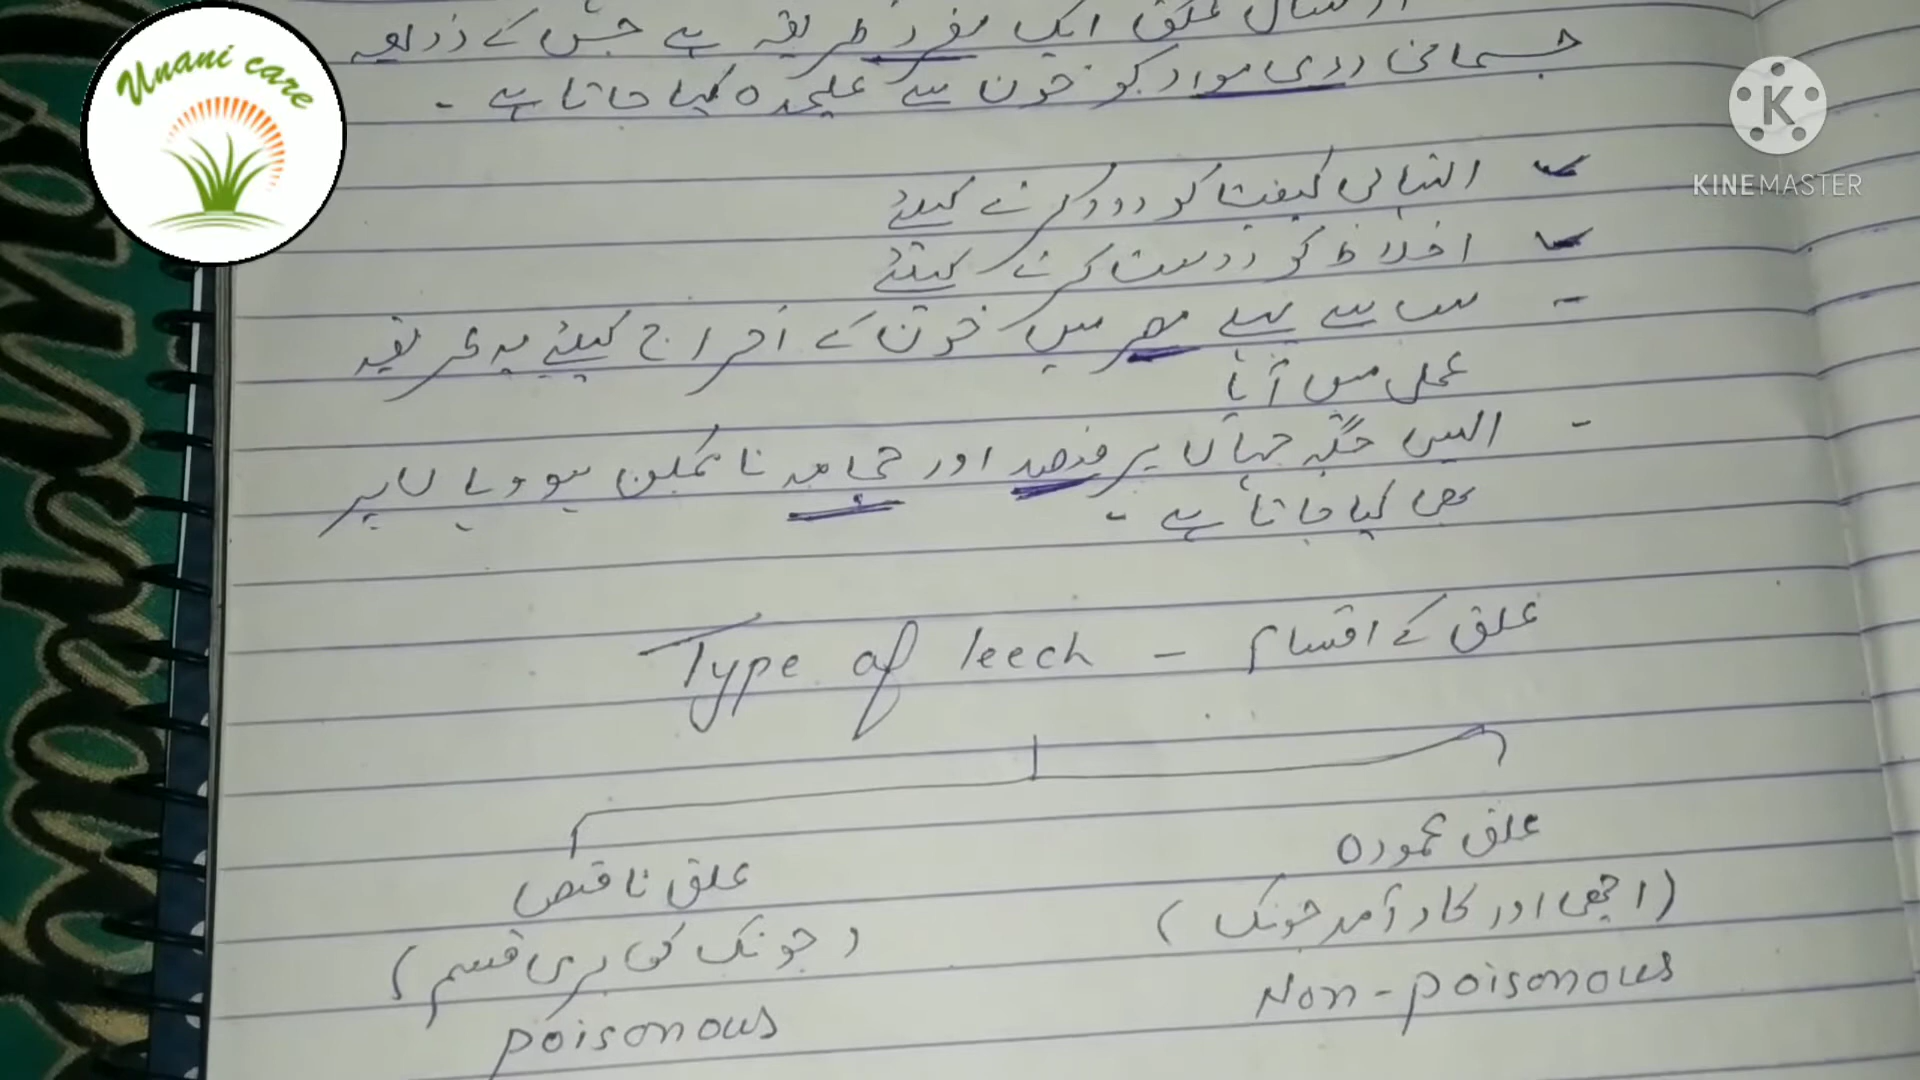 Unani care
KINEMASTER
ارسال علق ایک مفرد طریقہ ہے جس کے ذریعہ
جسمانی ردی مواد کو خون سے علیحدہ کیا جاتا ہے ۔
التہابی کیفیت کو دور کرنے کیلئے
اخلاط کو درست کرنے کیلئے
- سب سے پہلے مصر میں خون کے اخراج کیلئے یہ طریقہ
عمل میں آیا
- ایسی جگہ جہاں پر فصد اور حجامہ ناممکن ہو وہاں پر
بھی کیا جاتا ہے ۔
Type of leech - علق کے اقسام
علق محمودہ
(اچھی اور کارآمد جونک)
Non-poisonous
علق ناقص
(جونک کی بری قسم)
poisonous